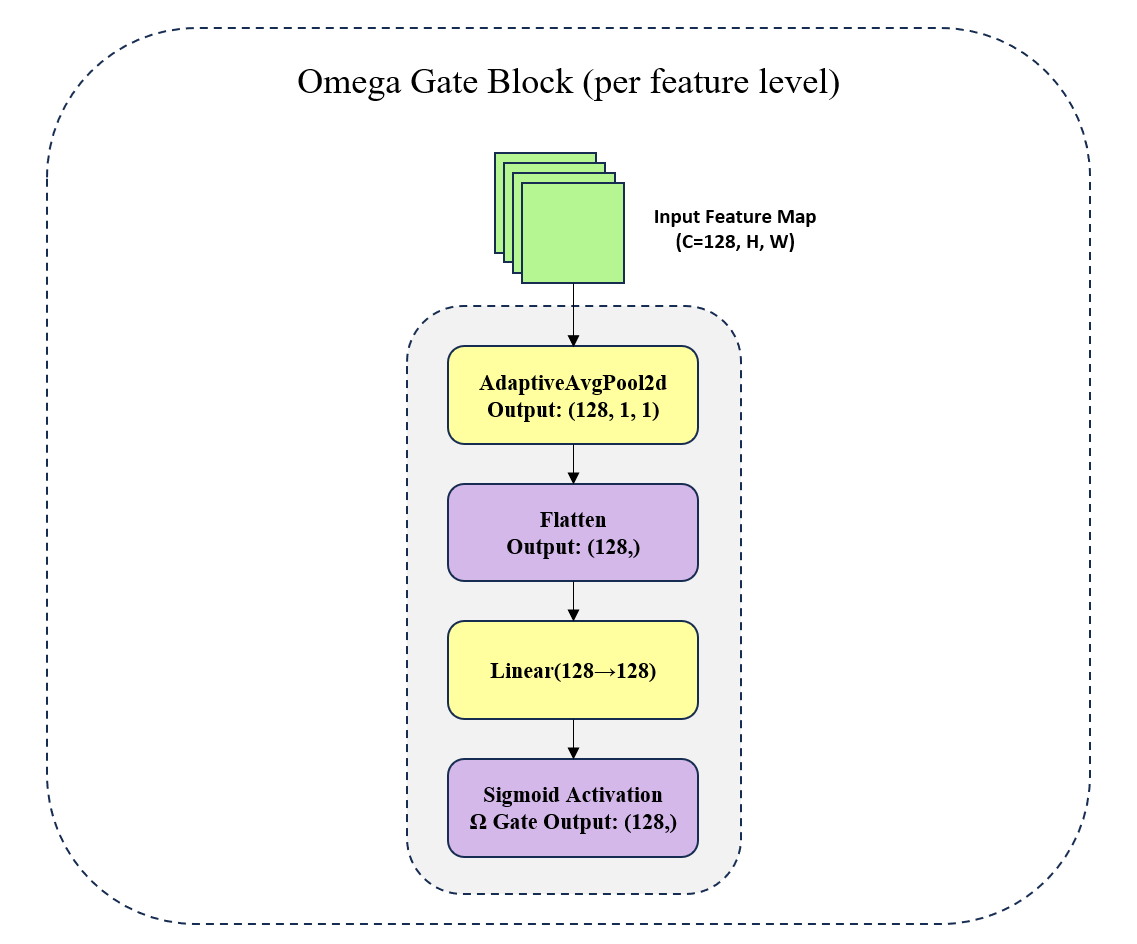 Omega Gate Block (per feature level)
Input Feature Map
(C=128, H, W)
AdaptiveAvgPool2d
Output: (128, 1, 1)
Flatten
Output: (128,)
Linear(128→128)
Sigmoid Activation
Ω Gate Output: (128,)